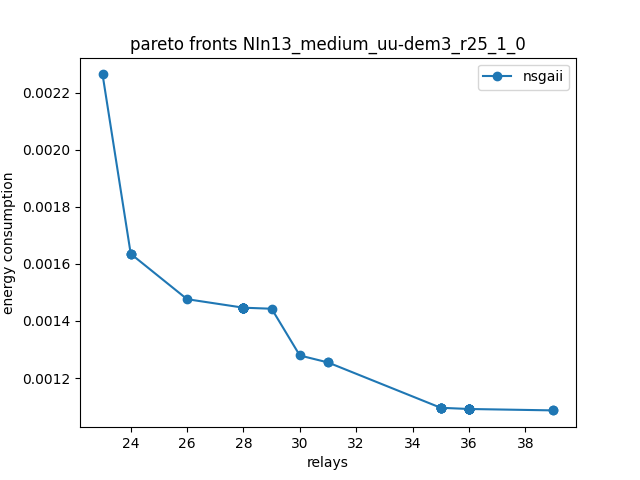 pareto fronts NIn13_medium_uu-dem3_r25_1_0
nsgaii
energy consumption
0.0022
0.0020
0.0018
0.0016
0.0014
0.0012
24 26 28 30 32 34 36 38
relays